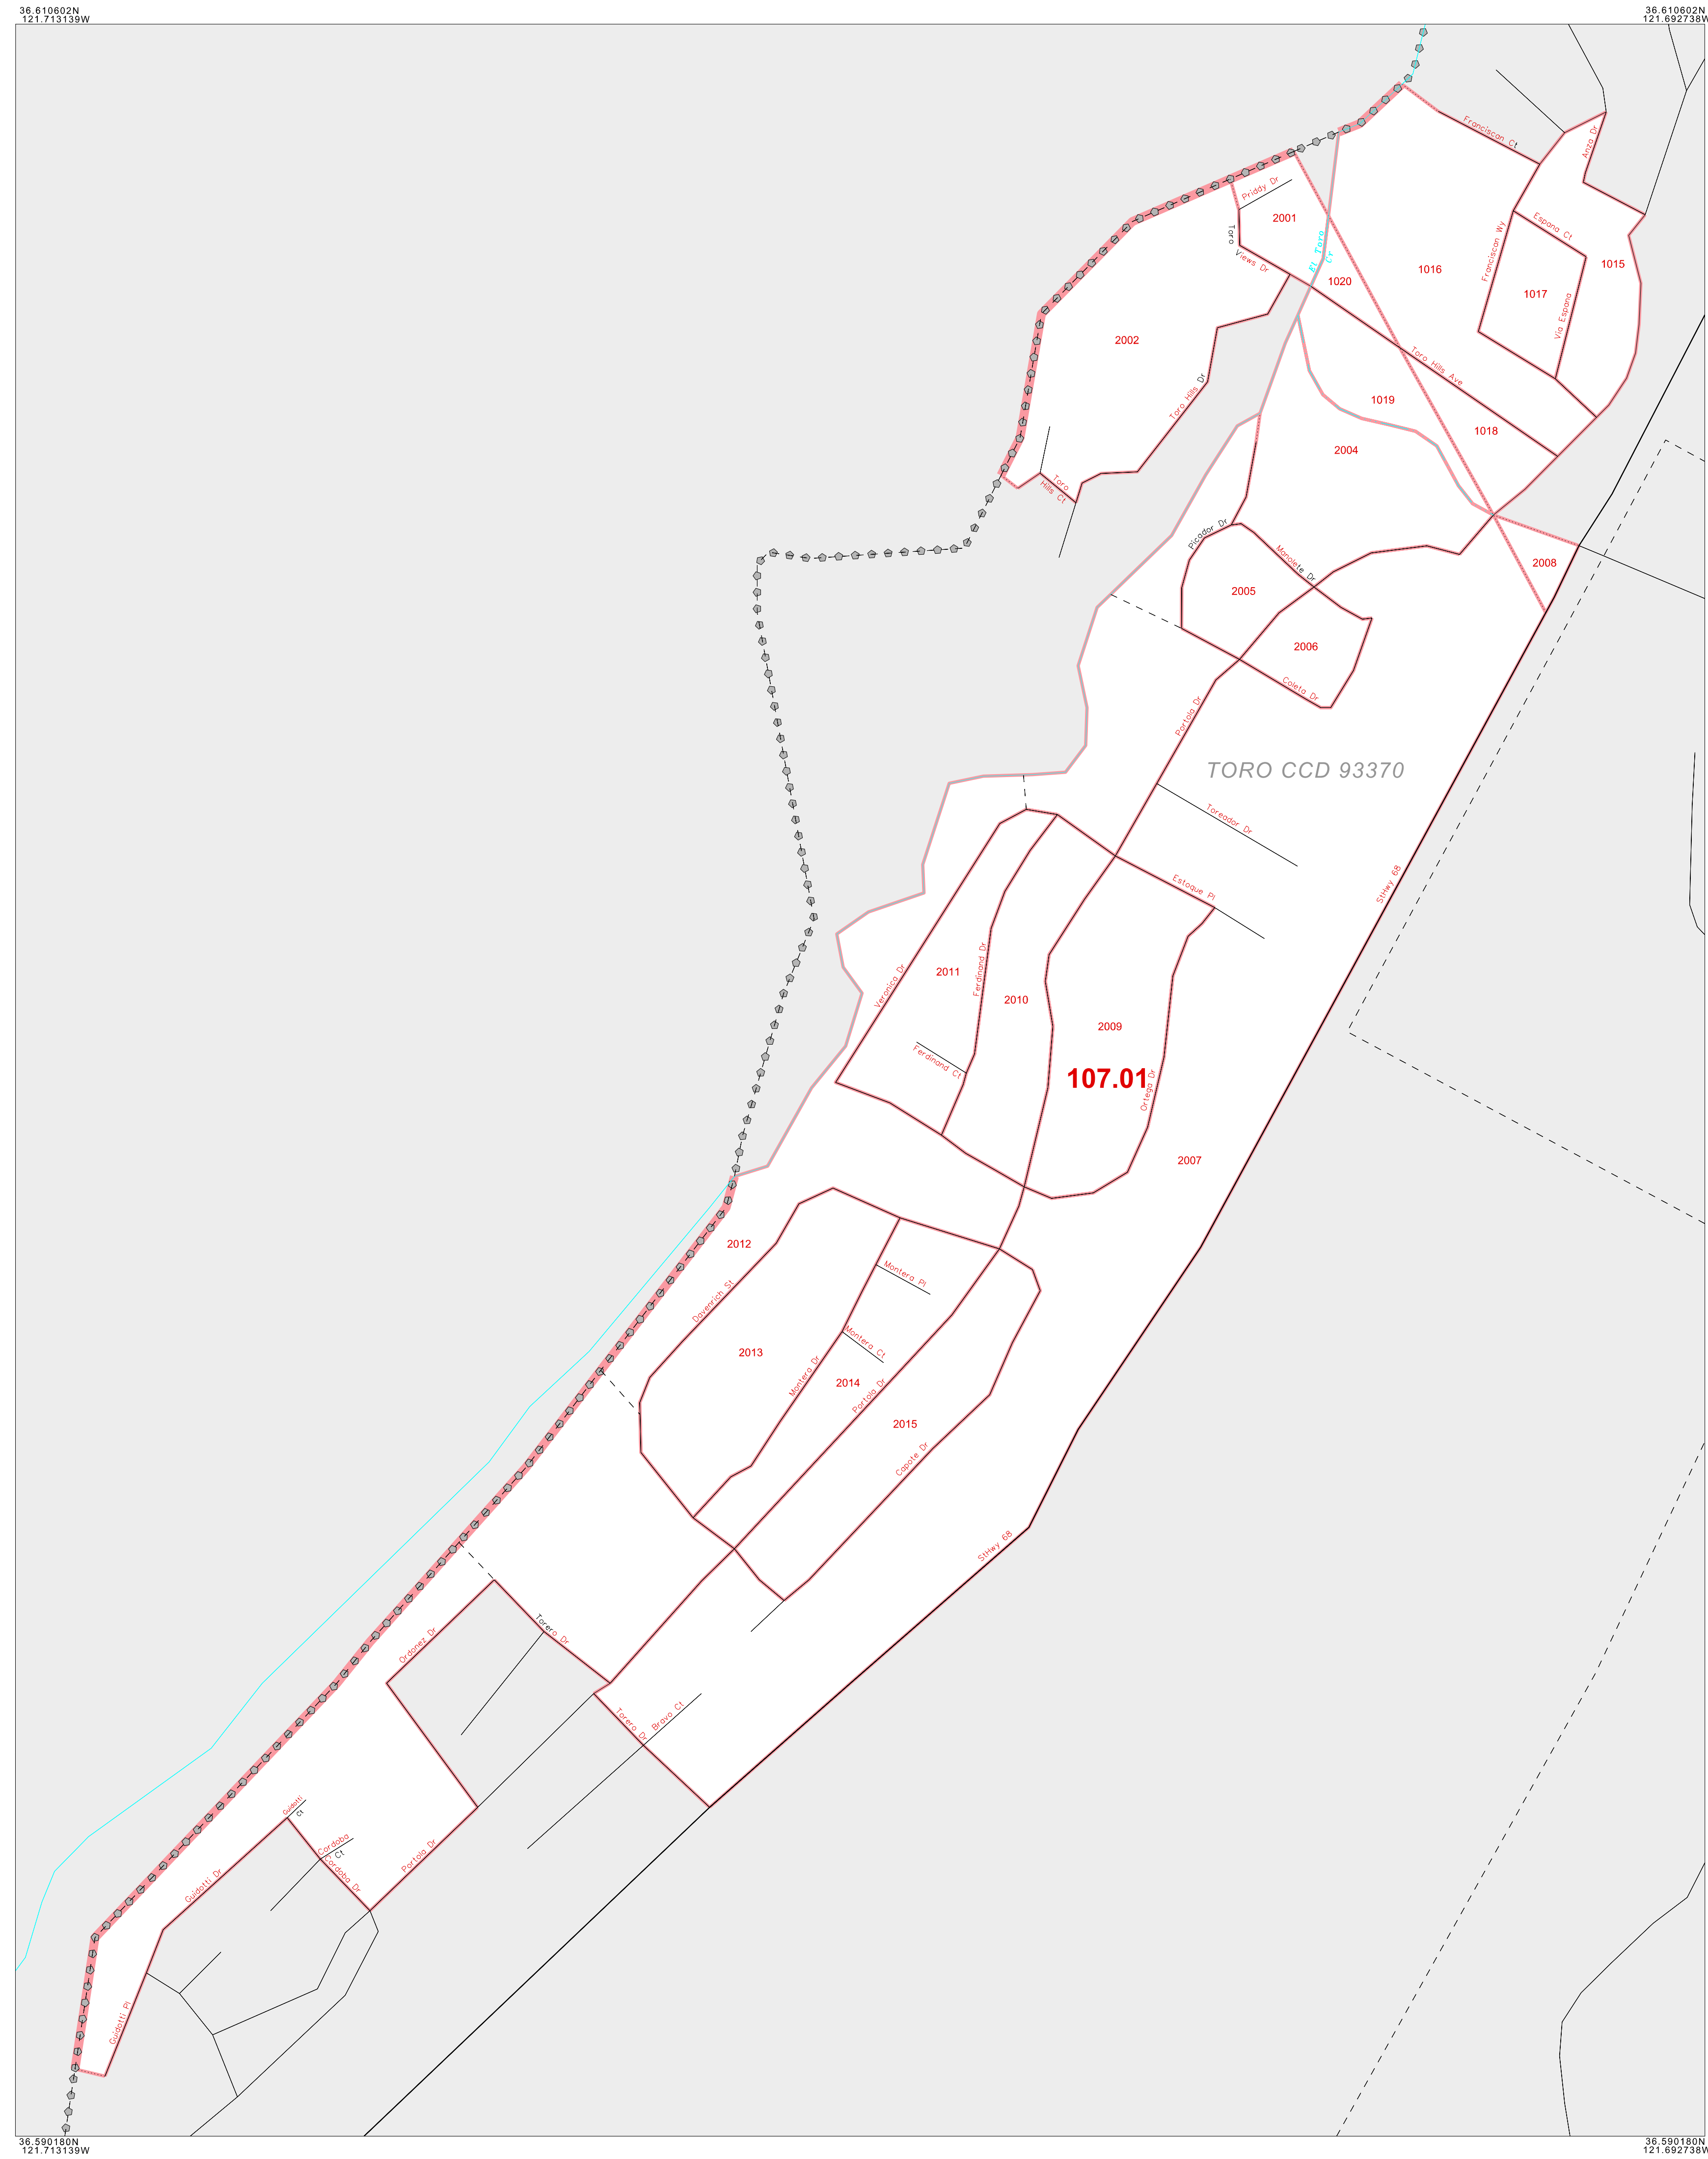 36.610602N
121.713139W
36.610602N
121.692738W
Franciscan Ct
Anza Dr
Priddy Dr
2001
Toro
Views Dr
El Toro
Cr
1020
1016
Franciscan Wy
Espana Ct
1015
1017
Via Espana
2002
Toro Hills Ave
Toro Hills Dr
1019
1018
2004
Toro
Hills Ct
Picador Dr
Manolete Dr
2008
2005
2006
Coleta Dr
Portola Dr
TORO CCD 93370
Toreador Dr
StHwy 68
Estoque Pl
2011
Ferdinand Dr
Veronica Dr
2010
2009
Ferdinand Ct
107.01
Ortega Dr
2007
2012
Montera Pl
Davenrich St
Montera Ct
2013
Montera Dr
2014
Portola Dr
2015
Capote Dr
StHwy 68
Ordonez Dr
Torero Dr
Torero Dr
Bravo Ct
Guidotti
Ct
Cordoba
Ct
Cordoba Dr
Portola Dr
Guidotti Dr
Guidotti Pl
36.590180N
121.713139W
36.590180N
121.692738W